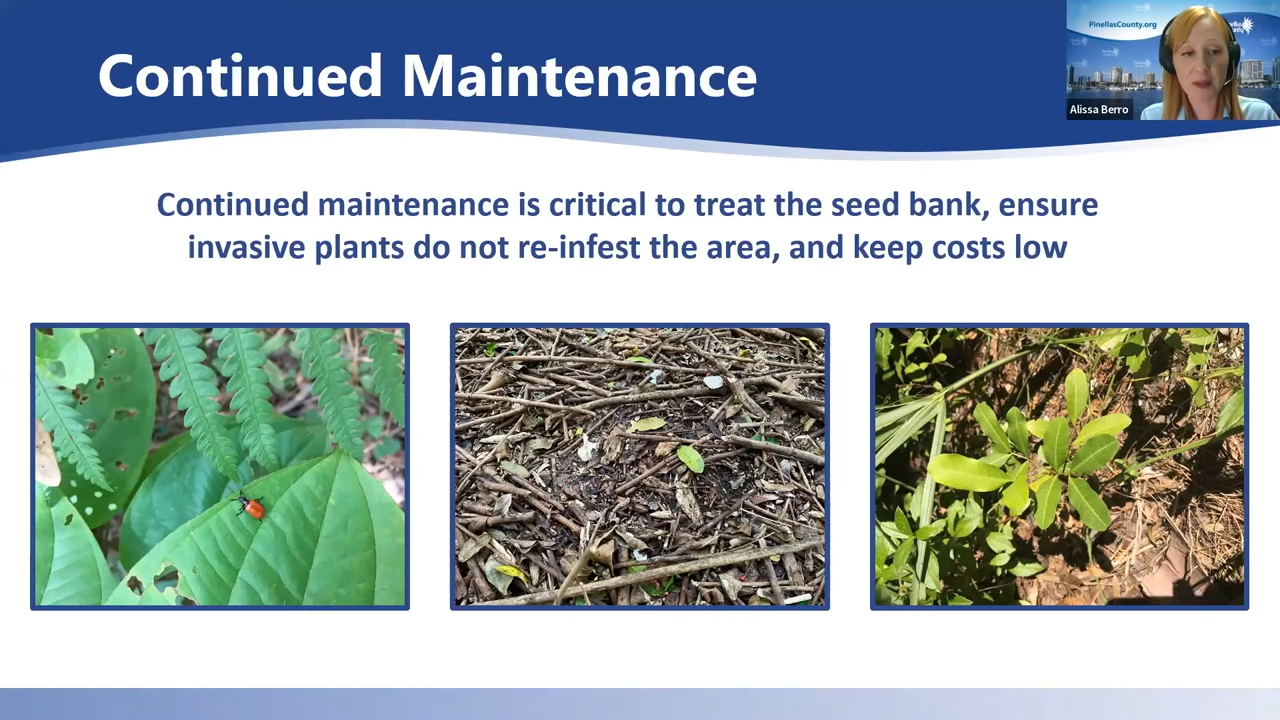 Continued Maintenance
PinellasCounty.org
Alissa Berro
Continued maintenance is critical to treat the seed bank, ensure
invasive plants do not re-infest the area, and keep costs low